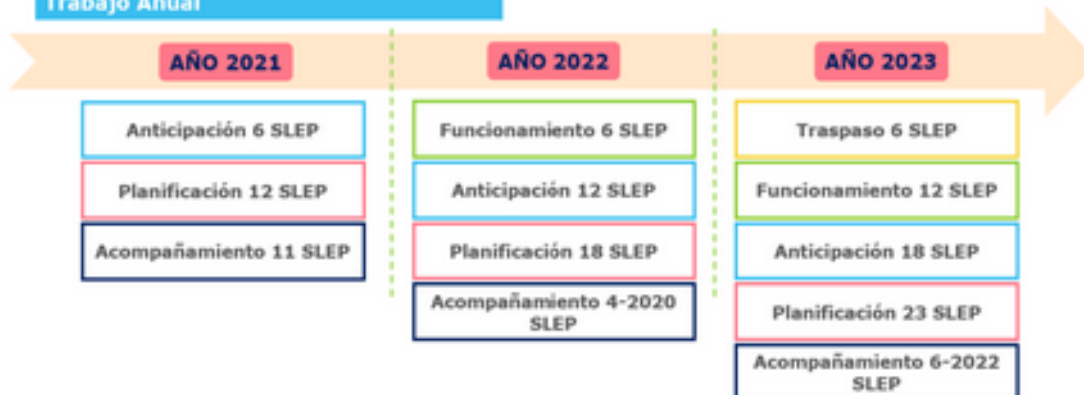 Trabajo Anual
AÑO 2021
AÑO 2022
AÑO 2023
Anticipación 6 SLEP
Planificación 12 SLEP
Acompañamiento 11 SLEP
Funcionamiento 6 SLEP
Anticipación 12 SLEP
Planificación 18 SLEP
Acompañamiento 4-2020
SLEP
Traspaso 6 SLEP
Funcionamiento 12 SLEP
Anticipación 18 SLEP
Planificación 23 SLEP
Acompañamiento 6-2022
SLEP